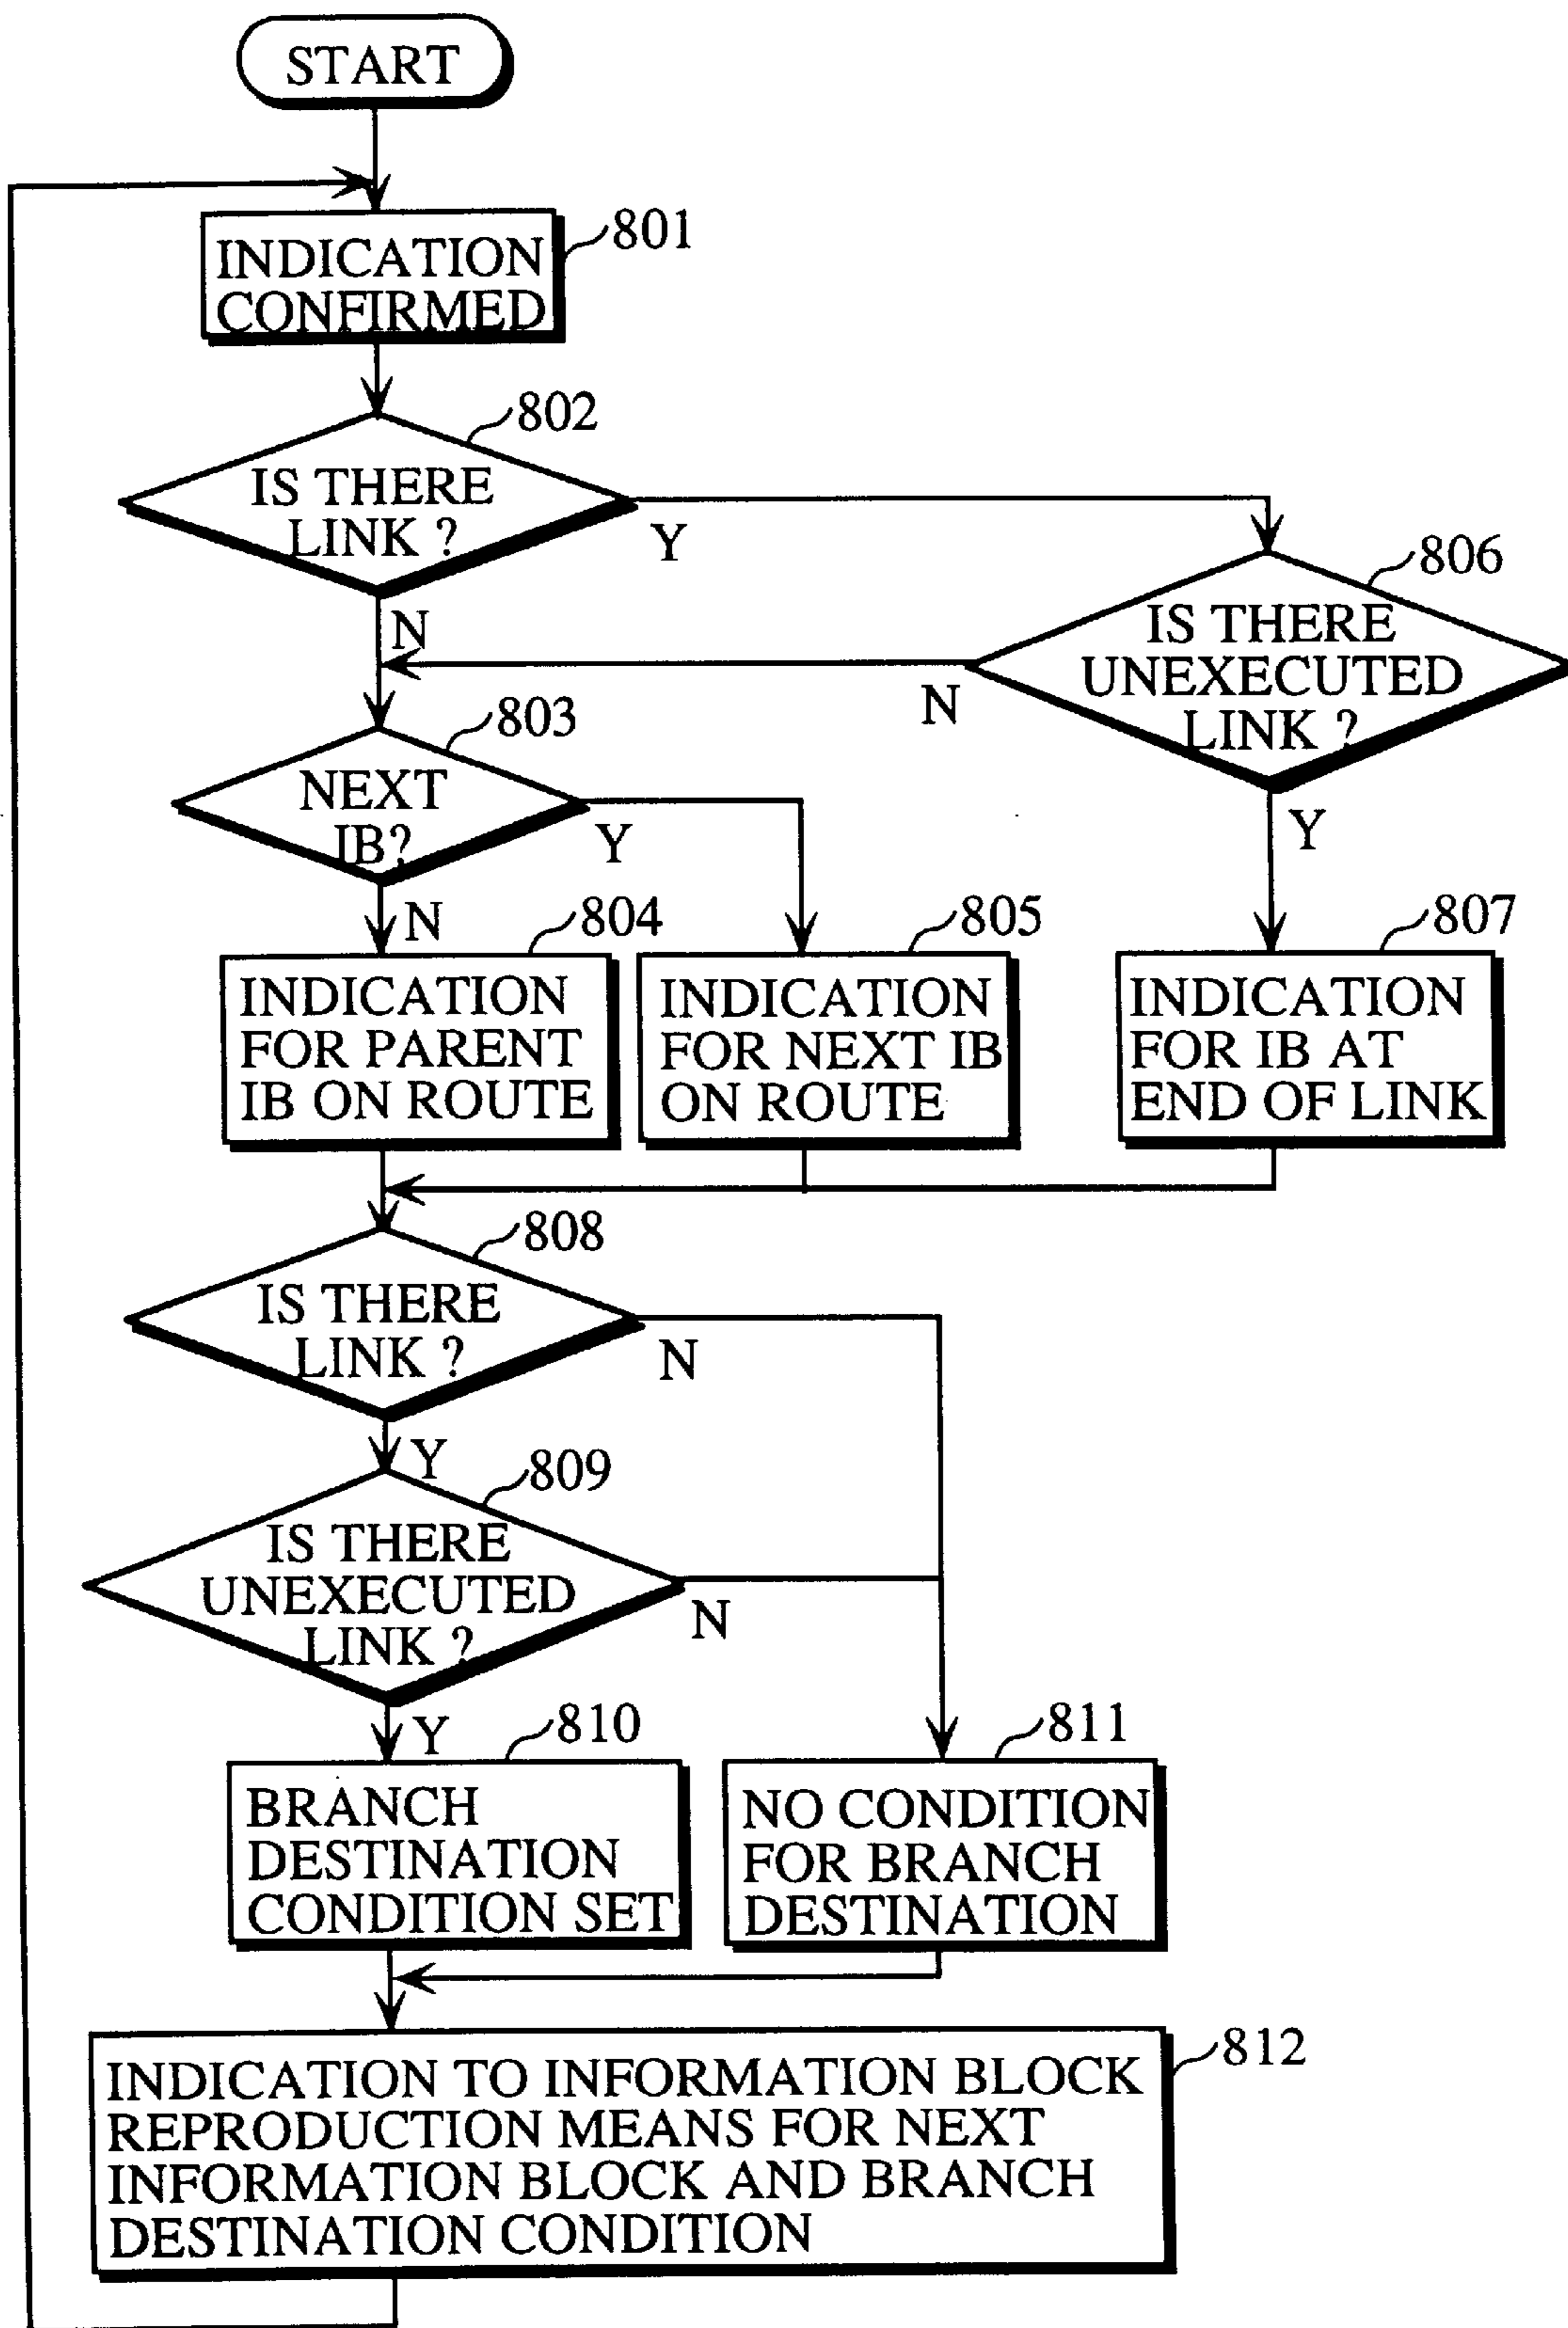 START
801
INDICATION
CONFIRMED
802
IS THERE
LINK ?
Y
N
806
IS THERE
UNEXECUTED
LINK ?
N
Y
803
NEXT
IB?
Y
N
804
INDICATION
FOR PARENT
IB ON ROUTE
805
INDICATION
FOR NEXT IB
ON ROUTE
807
INDICATION
FOR IB AT
END OF LINK
808
IS THERE
LINK ?
N
Y
809
IS THERE
UNEXECUTED
LINK ?
N
Y
810
BRANCH
DESTINATION
CONDITION SET
811
NO CONDITION
FOR BRANCH
DESTINATION
812
INDICATION TO INFORMATION BLOCK
REPRODUCTION MEANS FOR NEXT
INFORMATION BLOCK AND BRANCH
DESTINATION CONDITION